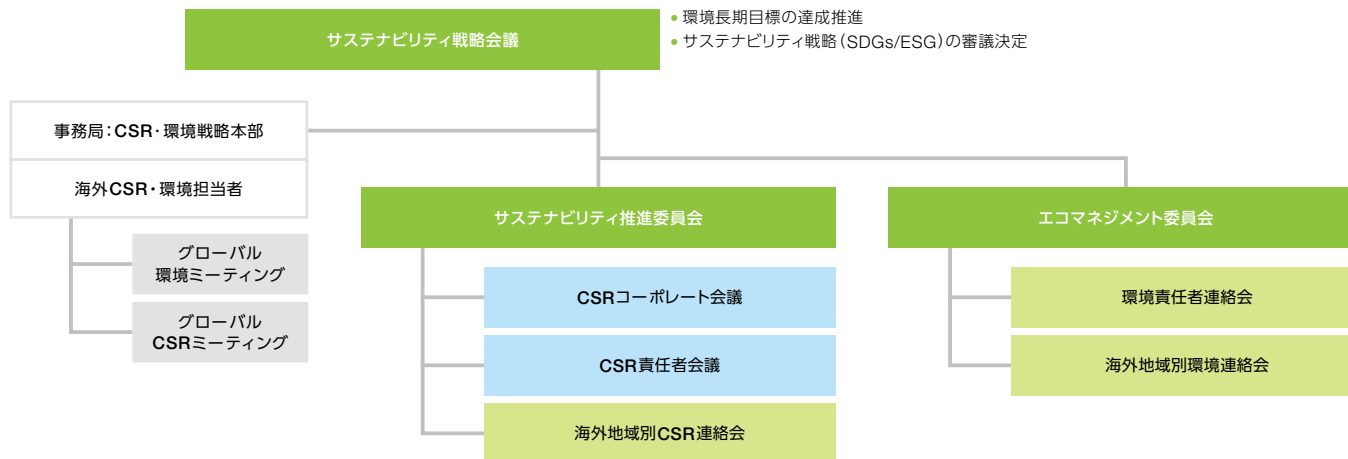 サステナビリティ戦略会議
• 環境長期目標の達成推進
• サステナビリティ戦略(SDGs/ESG)の審議決定
事務局:CSR・環境戦略本部
海外CSR・環境担当者
グローバル
環境ミーティング
グローバル
CSRミーティング
サステナビリティ推進委員会
CSRコーポレート会議
CSR責任者会議
海外地域別CSR連絡会
エコマネジメント委員会
環境責任者連絡会
海外地域別環境連絡会